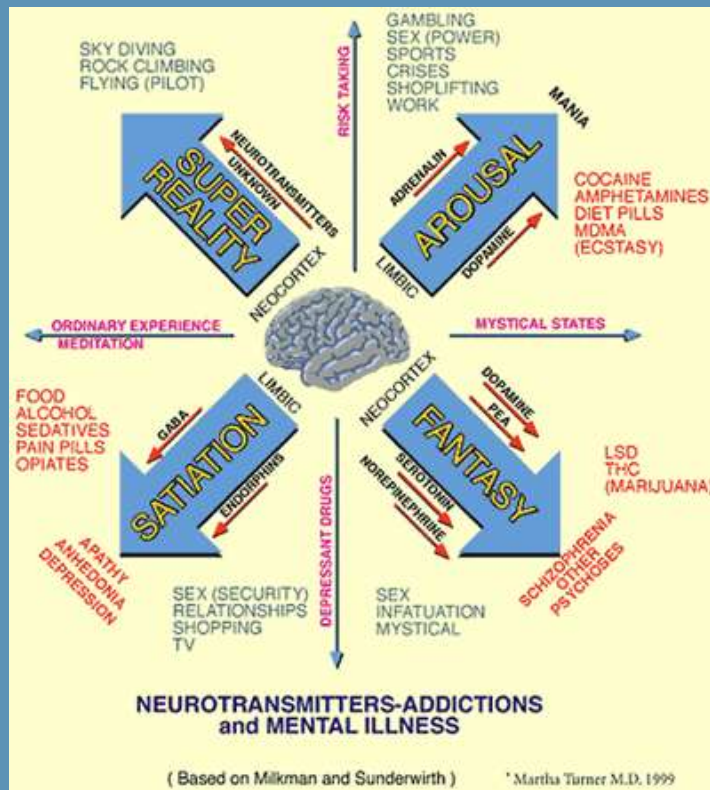 SKY DIVING
ROCK CLIMBING
FLYING (PILOT)
GAMBLING
SEX (POWER)
SPORTS
CRISES
SHOPLIFTING
WORK
RISK TAKING
MANIA
SUPER
REALITY
NEUROTRANSMITTERS
UNKNOWN
NEOCORTEX
AROUSAL
ADRENALIN
DOPAMINE
LIMBIC
COCAINE
AMPHETAMINES
DIET PILLS
MDMA
(ECSTASY)
ORDINARY EXPERIENCE
MEDITATION
MYSTICAL STATES
FOOD
ALCOHOL
SEDATIVES
PAIN PILLS
OPIATES
LIMBIC
GABA
SATIATION
ENDORPHINS
APATHY
ANHEDONIA
DEPRESSION
SEX (SECURITY)
RELATIONSHIPS
SHOPPING
TV
DEPRESSANT DRUGS
NEOCORTEX
DOPAMINE
PEA
FANTASY
SEROTONIN
NOREPINEPHRINE
LSD
THC
(MARIJUANA)
SCHIZOPHRENIA
OTHER
PSYCHOSES
SEX
INFATUATION
MYSTICAL
NEUROTRANSMITTERS-ADDICTIONS
and MENTAL ILLNESS
( Based on Milkman and Sunderwirth )
* Martha Turner M.D. 1999